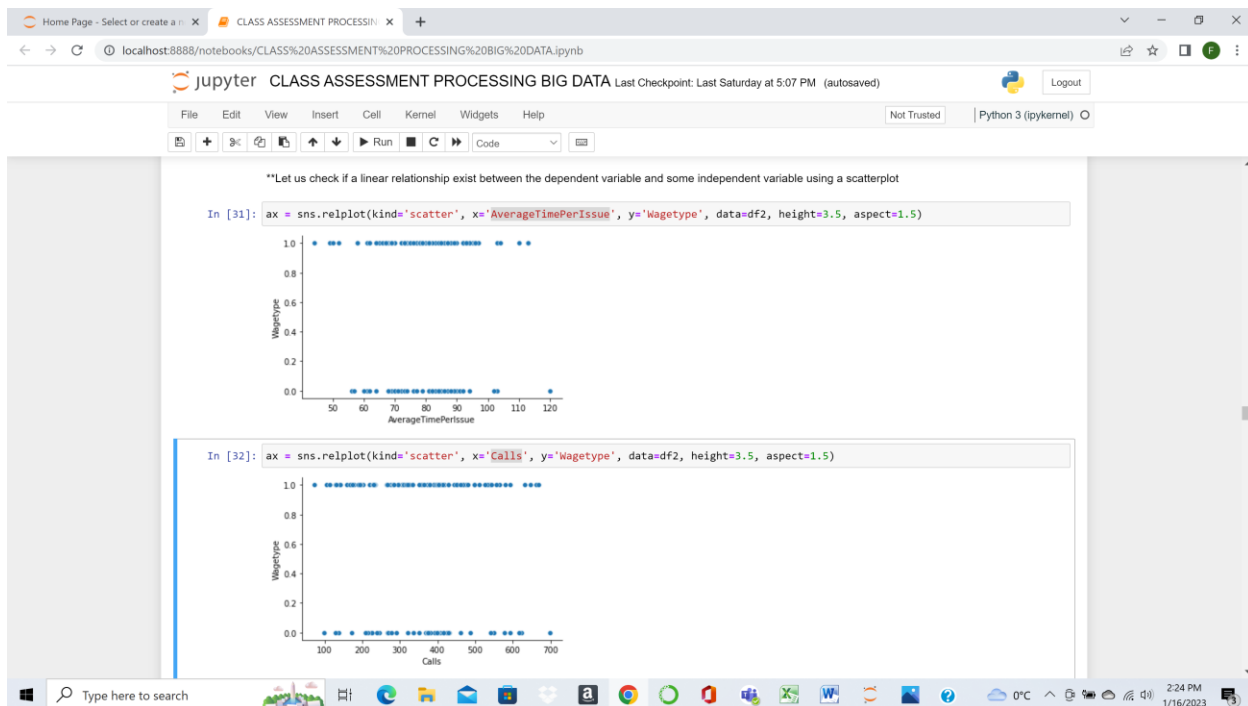 Home Page - Select or create a n
CLASS ASSESSMENT PROCESSIN
localhost:8888/notebooks/CLASS%20ASSESSMENT%20PROCESSING%20BIG%20DATA.ipynb
F
jupyter CLASS ASSESSMENT PROCESSING BIG DATA Last Checkpoint: Last Saturday at 5:07 PM (autosaved)
Logout
File Edit View Insert Cell Kernel Widgets Help
Not Trusted
Python 3 (ipykernel)
Run
Code
**Let us check if a linear relationship exist between the dependent variable and some independent variable using a scatterplot
In [31]: ax = sns.relplot(kind='scatter', x='AverageTimePerIssue', y='Wagetype', data=df2, height=3.5, aspect=1.5)
1.0
0.8
0.6
0.4
0.2
0.0
Wagetype
50 60 70 80 90 100 110 120
AverageTimePerIssue
In [32]: ax = sns.relplot(kind='scatter', x='Calls', y='Wagetype', data=df2, height=3.5, aspect=1.5)
1.0
0.8
0.6
0.4
0.2
0.0
Wagetype
100 200 300 400 500 600 700
Calls
Type here to search
a
W
0°C
2:24 PM
1/16/2023